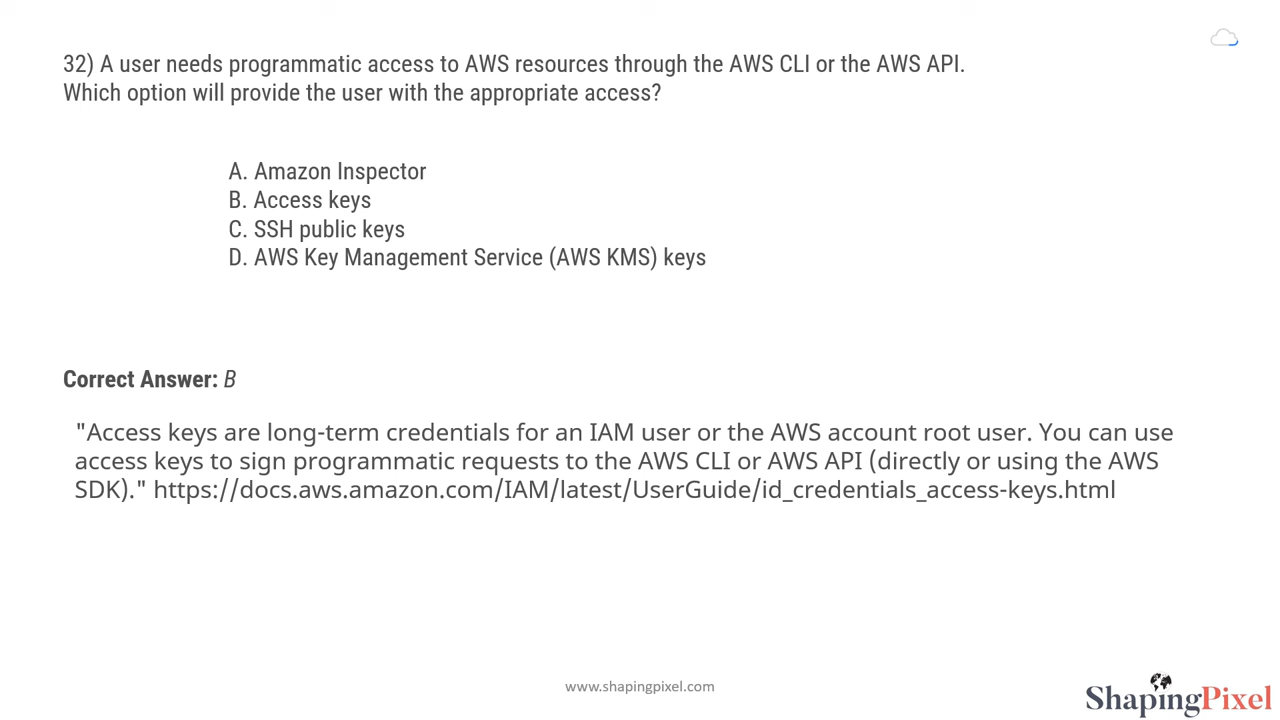 32) A user needs programmatic access to AWS resources through the AWS CLI or the AWS API.
Which option will provide the user with the appropriate access?
A. Amazon Inspector
B. Access keys
C. SSH public keys
D. AWS Key Management Service (AWS KMS) keys
Correct Answer: B
"Access keys are long-term credentials for an IAM user or the AWS account root user. You can use
access keys to sign programmatic requests to the AWS CLI or AWS API (directly or using the AWS
SDK)." https://docs.aws.amazon.com/IAM/latest/UserGuide/id_credentials_access-keys.html
www.shapingpixel.com
ShapingPixel